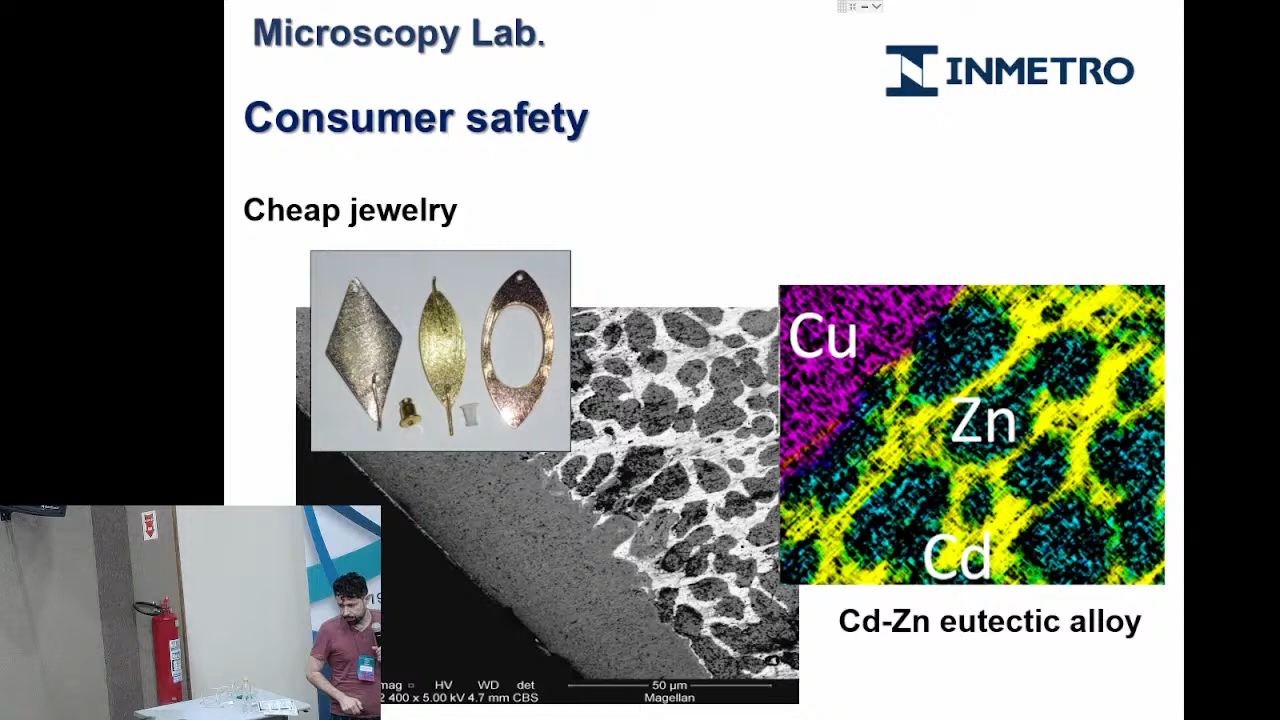 Microscopy Lab.
INMETRO
Consumer safety
Cheap jewelry
Cu
Zn
Cd
Cd-Zn eutectic alloy
mag □ HV WD det
2 400 x 5.00 kV 4.7 mm CBS
50 µm
Magellan